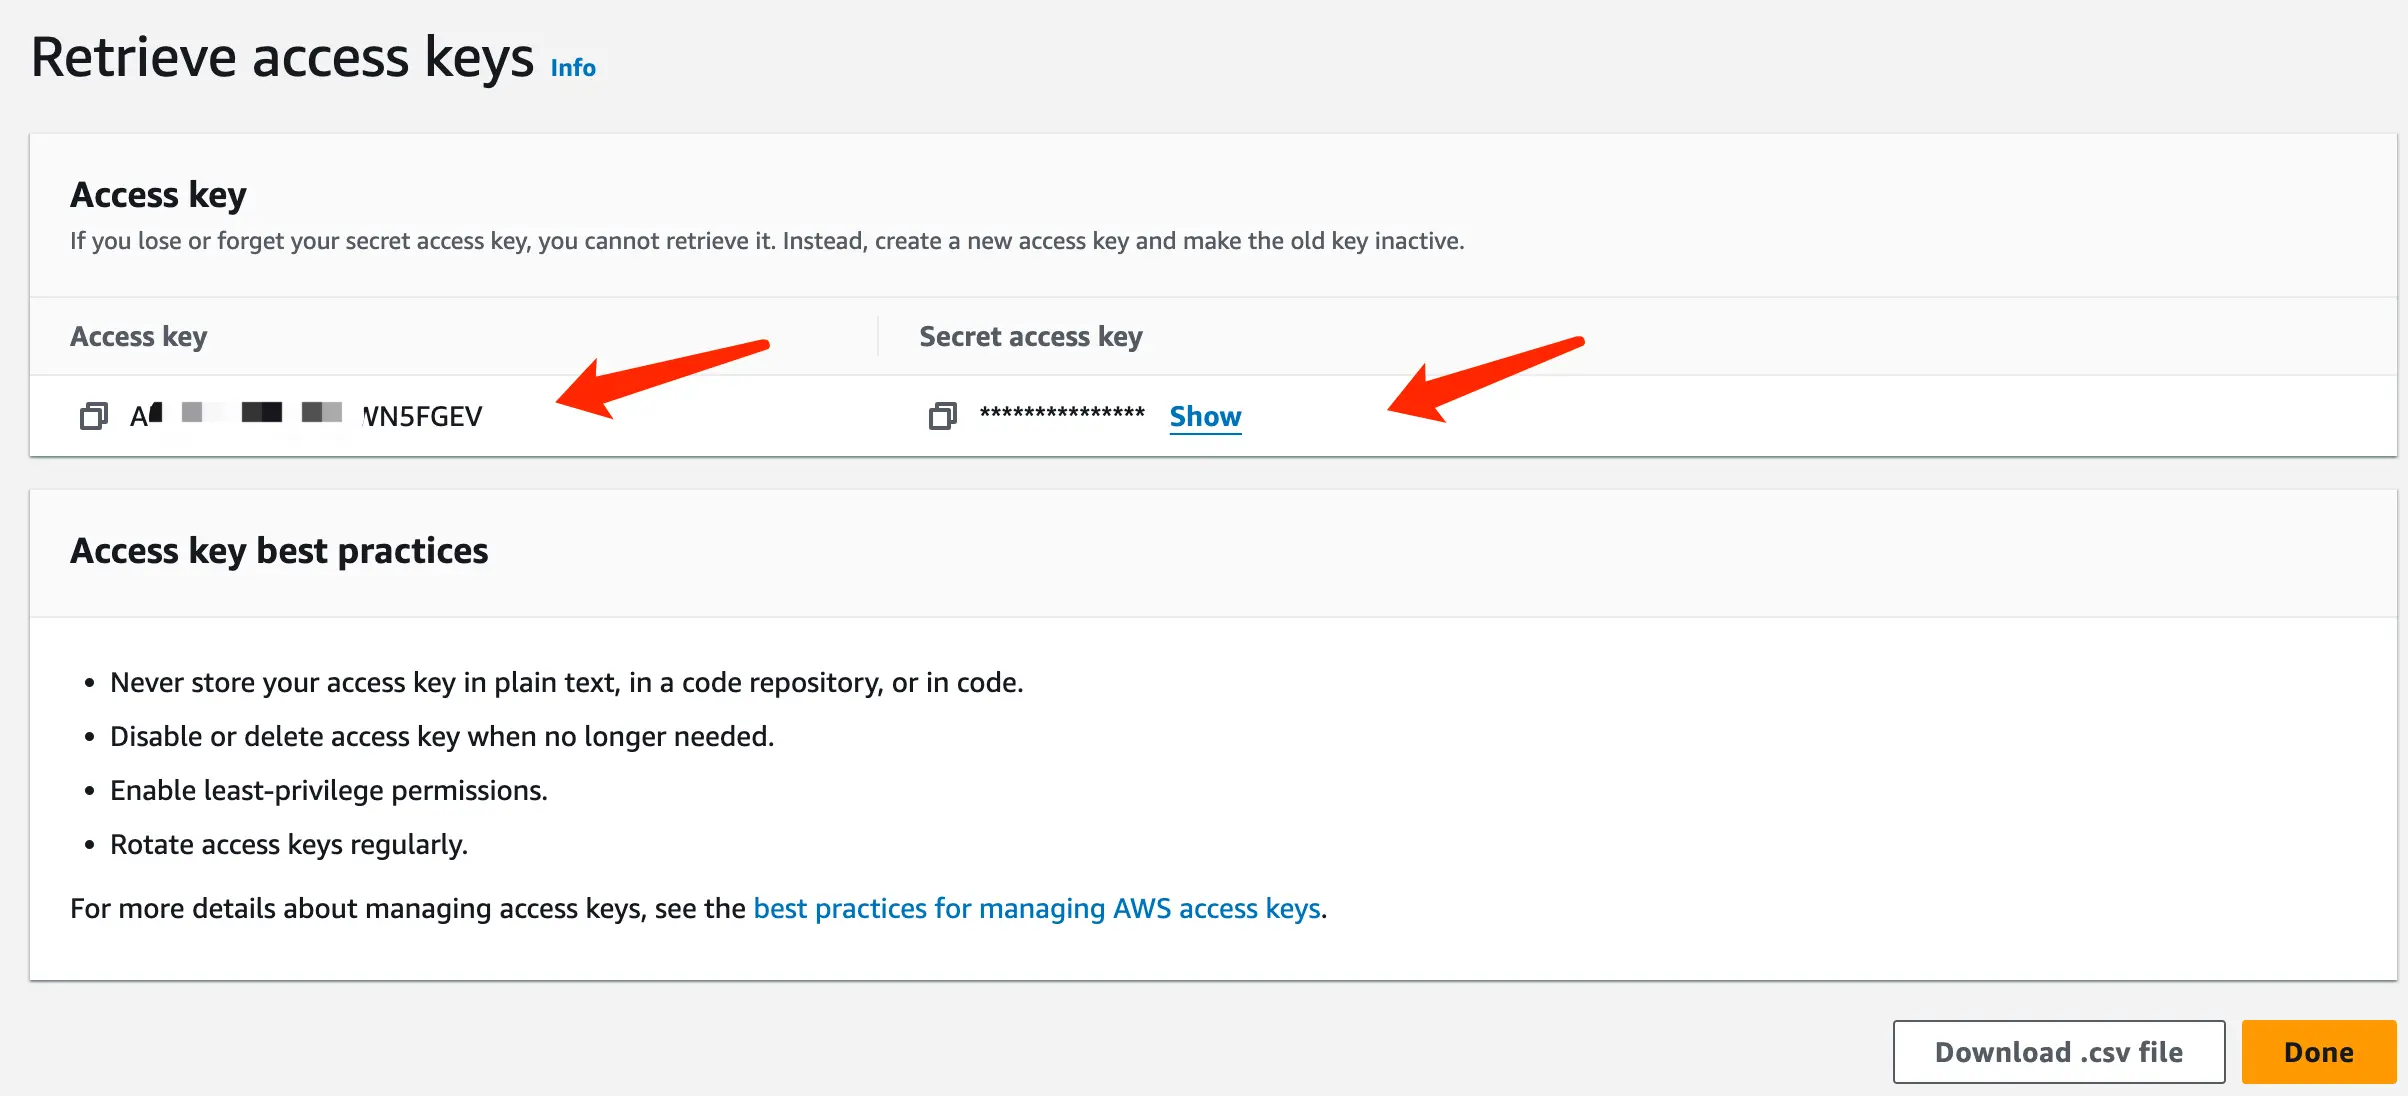 Retrieve access keys Info
Access key
If you lose or forget your secret access key, you cannot retrieve it. Instead, create a new access key and make the old key inactive.
Access key Secret access key
A WN5FGEV *************** Show
Access key best practices
• Never store your access key in plain text, in a code repository, or in code.
• Disable or delete access key when no longer needed.
• Enable least-privilege permissions.
• Rotate access keys regularly.
For more details about managing access keys, see the best practices for managing AWS access keys.
Download .csv file Done